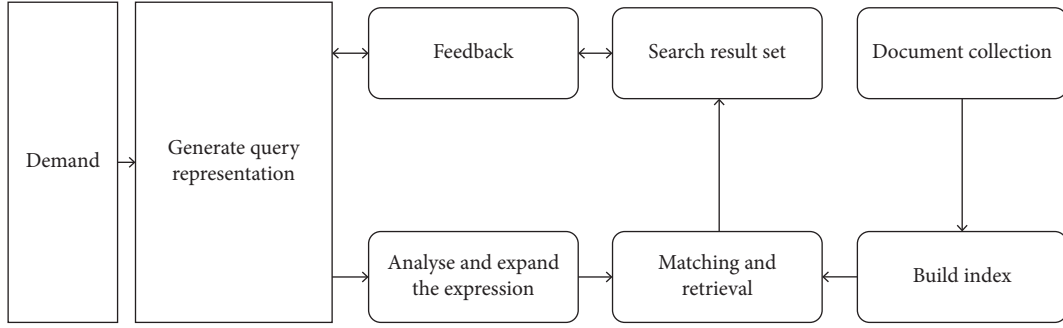 Demand
Generate query
representation
Feedback
Search result set
Document collection
Analyse and expand
the expression
Matching and
retrieval
Build index